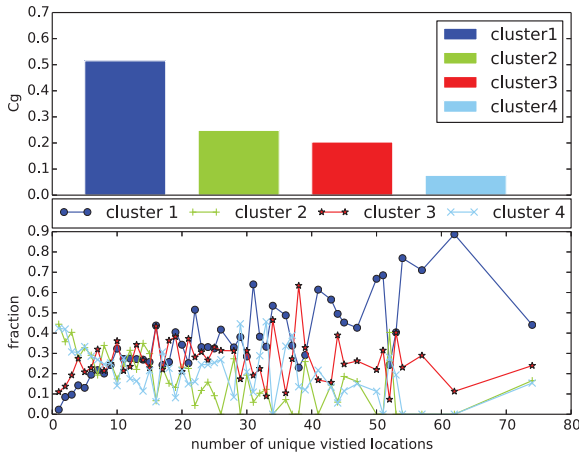 0.7
0.6
0.5
0.4
0.3
0.2
0.1
0.0
Cg
cluster1
cluster2
cluster3
cluster4
cluster 1 cluster 2 cluster 3 cluster 4
0.9
0.8
0.7
0.6
0.5
0.4
0.3
0.2
0.1
0.0
fraction
0 10 20 30 40 50 60 70 80
number of unique vistied locations